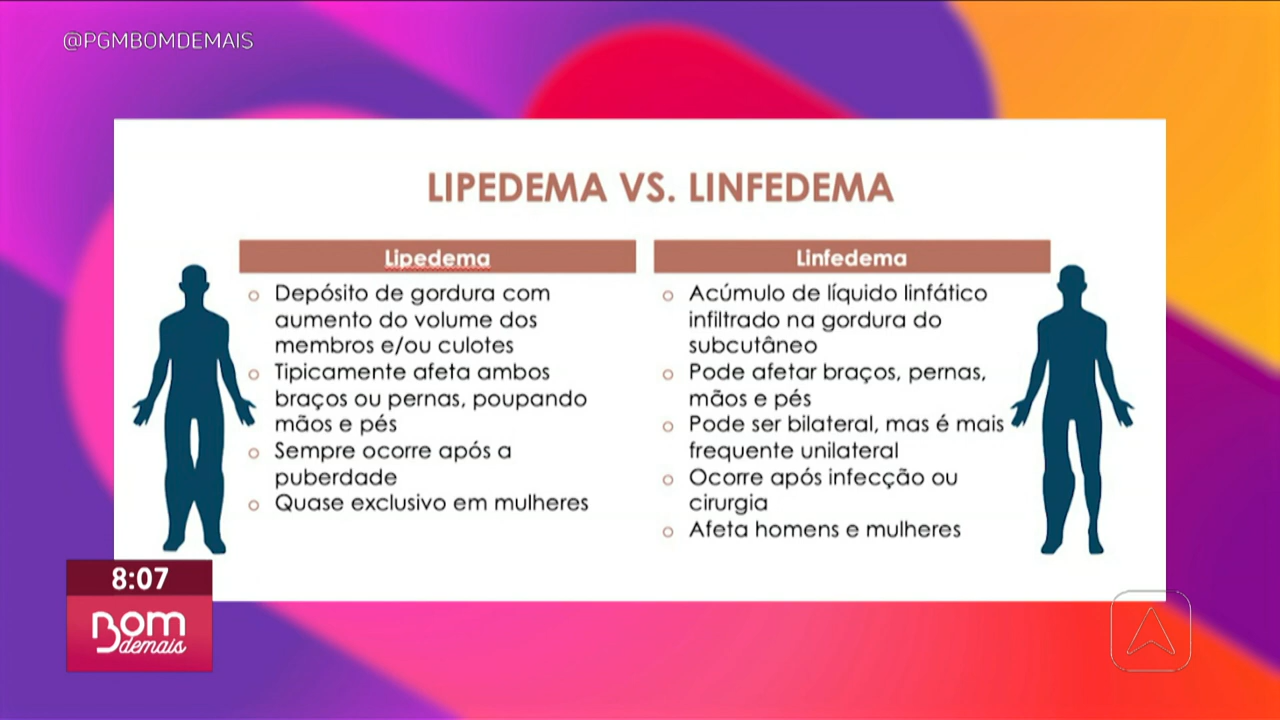 @PGMBOMDEMAIS
LIPEDEMA VS. LINFEDEMA
Lipedema
○ Depósito de gordura com
aumento do volume dos
membros e/ou culotes
○ Tipicamente afeta ambos
braços ou pernas, poupando
mãos e pés
○ Sempre ocorre após a
puberdade
○ Quase exclusivo em mulheres
Linfedema
○ Acúmulo de líquido linfático
infiltrado na gordura do
subcutâneo
○ Pode afetar braços, pernas,
mãos e pés
○ Pode ser bilateral, mas é mais
frequente unilateral
○ Ocorre após infecção ou
cirurgia
○ Afeta homens e mulheres
8:07
Bom
demais